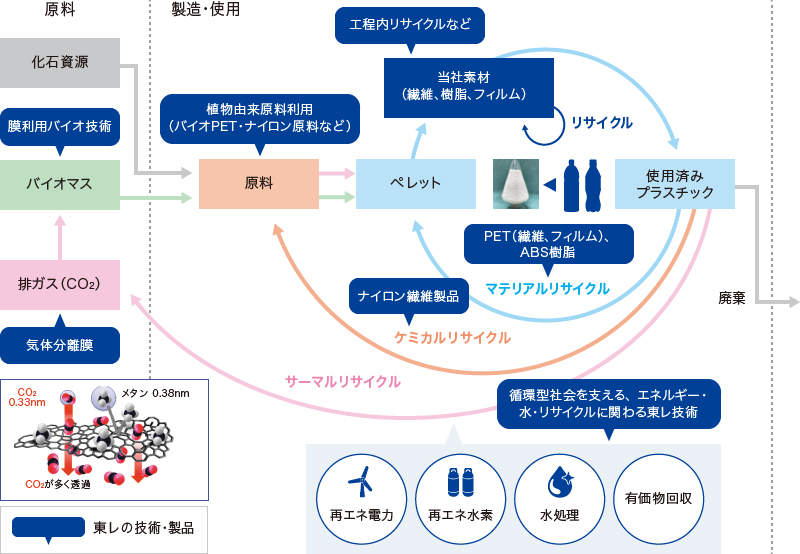 原料
製造・使用
工程内リサイクルなど
化石資源
当社素材
（繊維、樹脂、フィルム）
膜利用バイオ技術
植物由来原料利用
（バイオPET・ナイロン原料など）
リサイクル
バイオマス
原料
ペレット
使用済み
プラスチック
PET（繊維、フィルム）、
ABS樹脂
排ガス（CO₂）
ナイロン繊維製品
マテリアルリサイクル
廃棄
気体分離膜
ケミカルリサイクル
サーマルリサイクル
CO₂
0.33nm
メタン 0.38nm
CO₂が多く透過
循環型社会を支える、エネルギー・
水・リサイクルに関わる東レ技術
再エネ電力
再エネ水素
水処理
有価物回収
東レの技術・製品